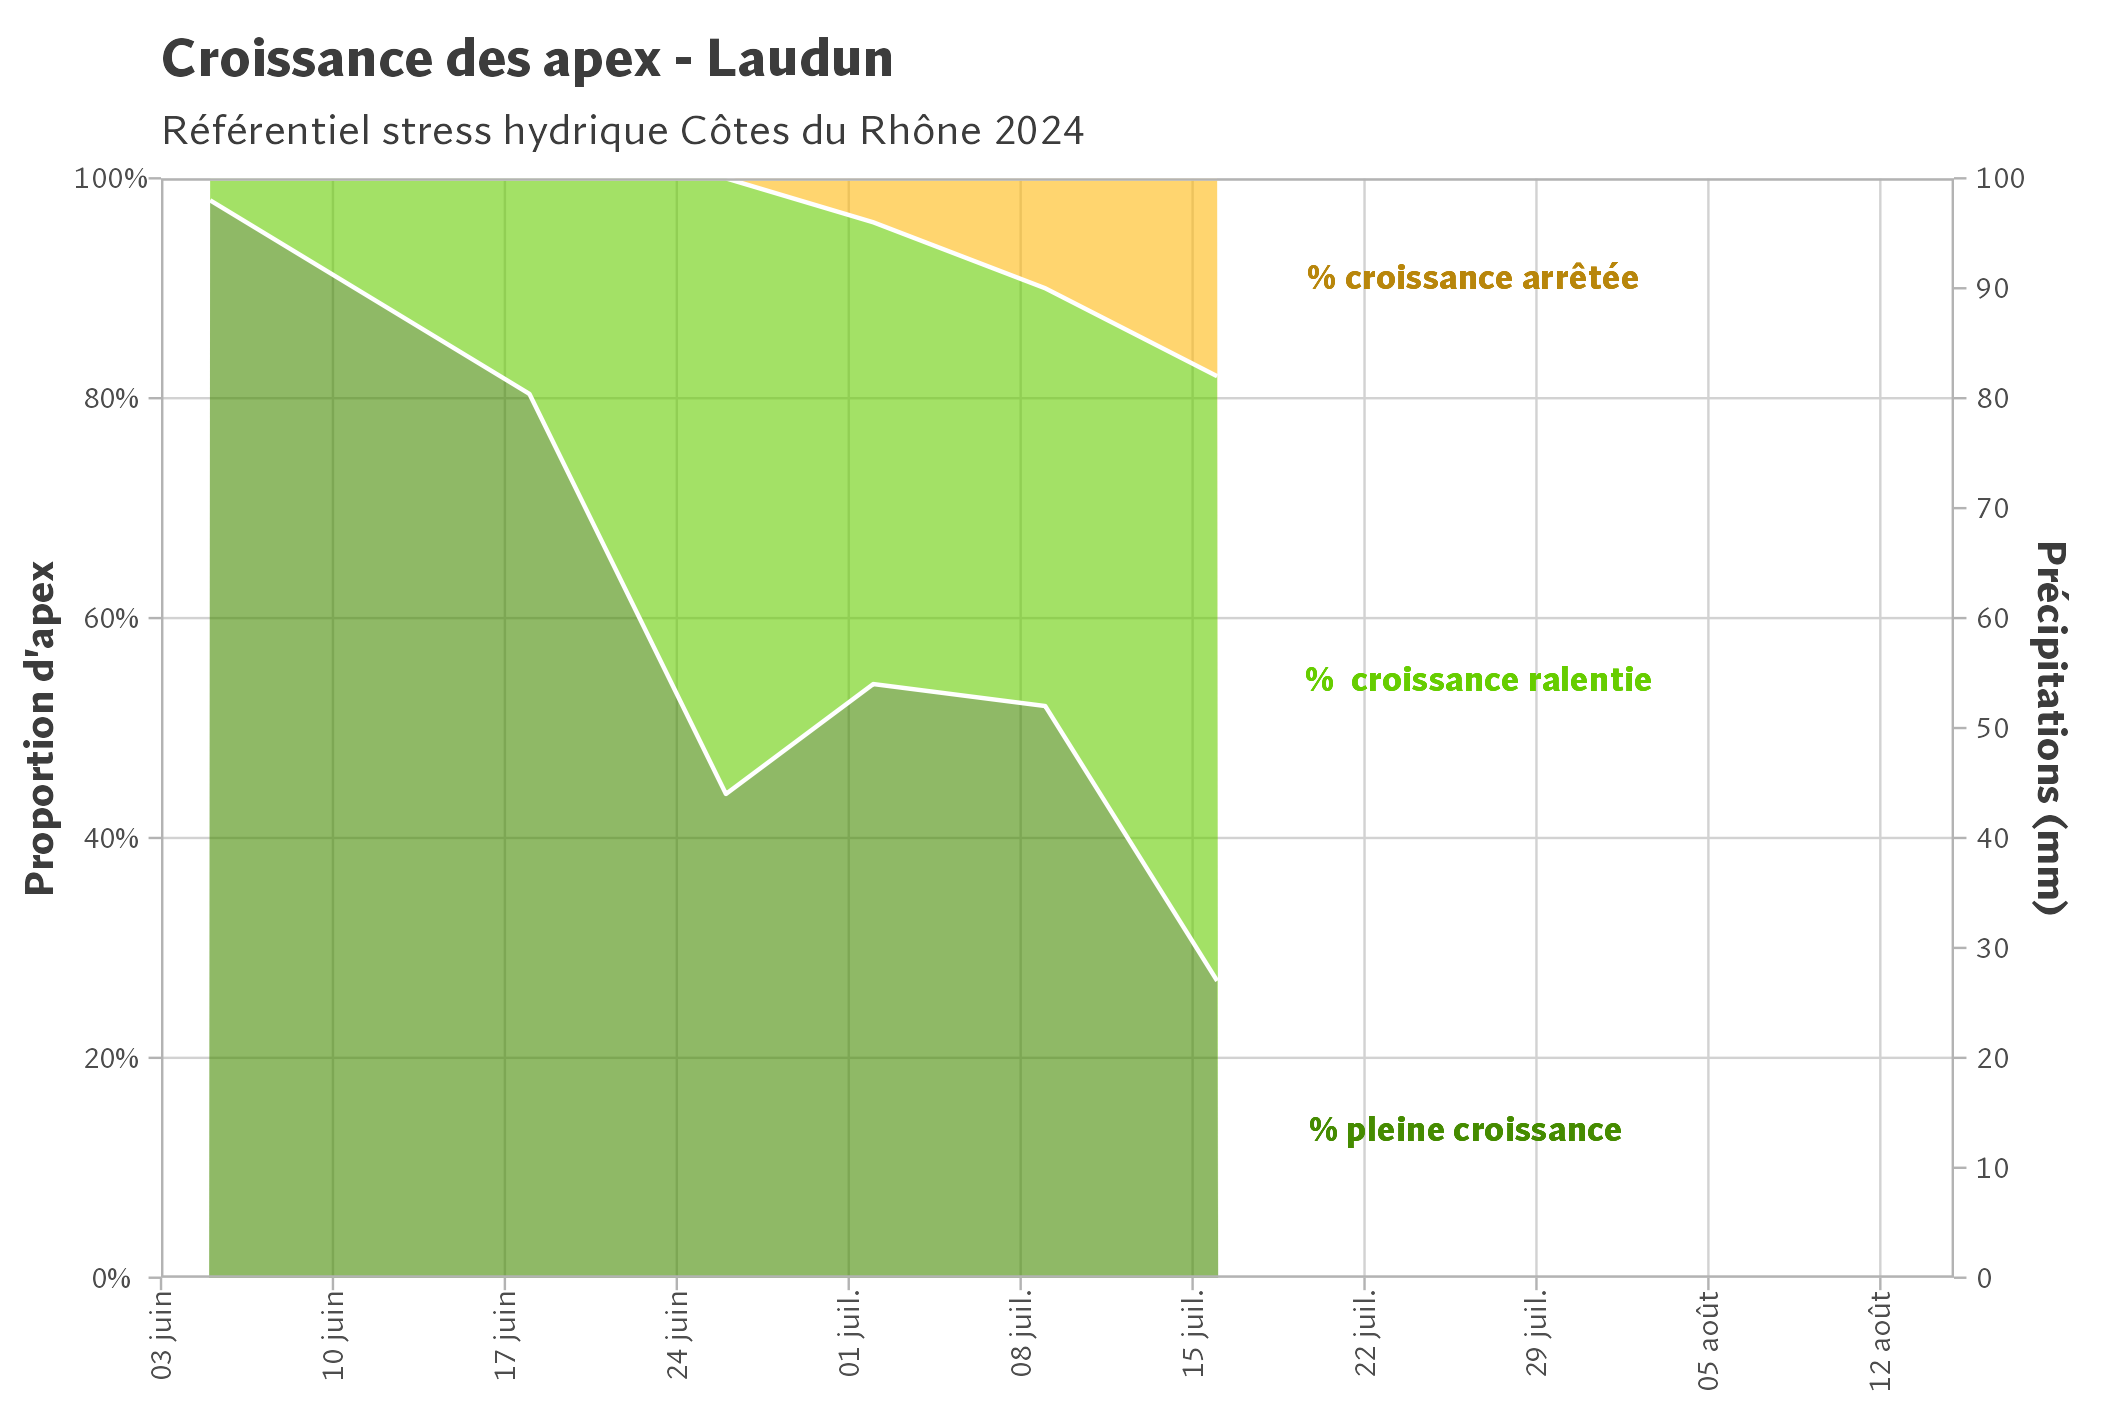 Croissance des apex - Laudun
Référentiel stress hydrique Côtes du Rhône 2024
Proportion d'apex
100%
80%
60%
40%
20%
0%
% croissance arrêtée
% croissance ralentie
% pleine croissance
100
90
80
70
60
50
40
30
20
10
0
Précipitations (mm)
03 juin
10 juin
17 juin
24 juin
01 juil.
08 juil.
15 juil.
22 juil.
29 juil.
05 août
12 août